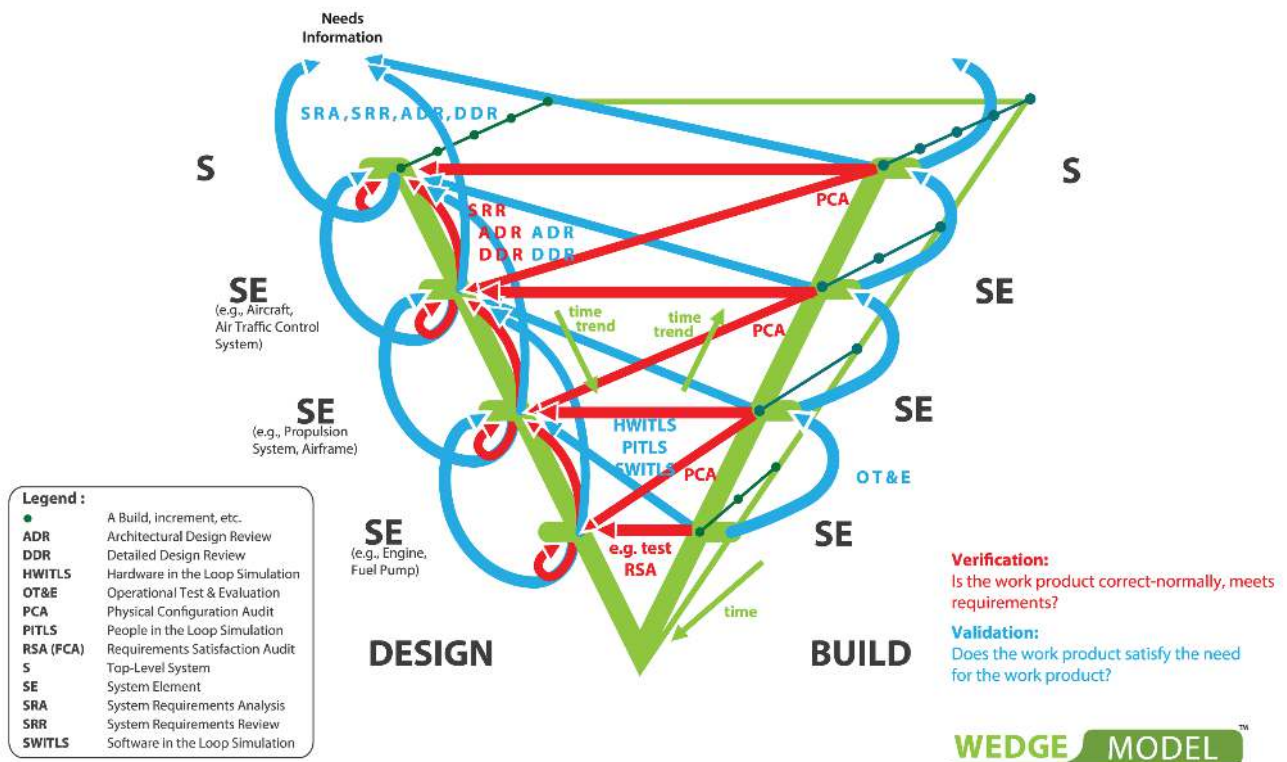 Needs
Information
SRA,SRR,ADR,DDR
S
S
PCA
SRR
ADR ADR
DDR DDR
SE
(e.g., Aircraft,
Air Traffic Control
System)
SE
time
trend
time
trend
PCA
SE
(e.g., Propulsion
System, Airframe)
SE
HWITLS
PITLS
SWITLS
PCA
OT&E
SE
(e.g., Engine,
Fuel Pump)
SE
e.g. test
RSA
time
DESIGN
BUILD
Legend :
A Build, increment, etc.
ADR Architectural Design Review
DDR Detailed Design Review
HWITLS Hardware in the Loop Simulation
OT&E Operational Test & Evaluation
PCA Physical Configuration Audit
PITLS People in the Loop Simulation
RSA (FCA) Requirements Satisfaction Audit
S Top-Level System
SE System Element
SRA System Requirements Analysis
SRR System Requirements Review
SWITLS Software in the Loop Simulation
Verification:
Is the work product correct-normally, meets
requirements?
Validation:
Does the work product satisfy the need
for the work product?
WEDGE MODEL™